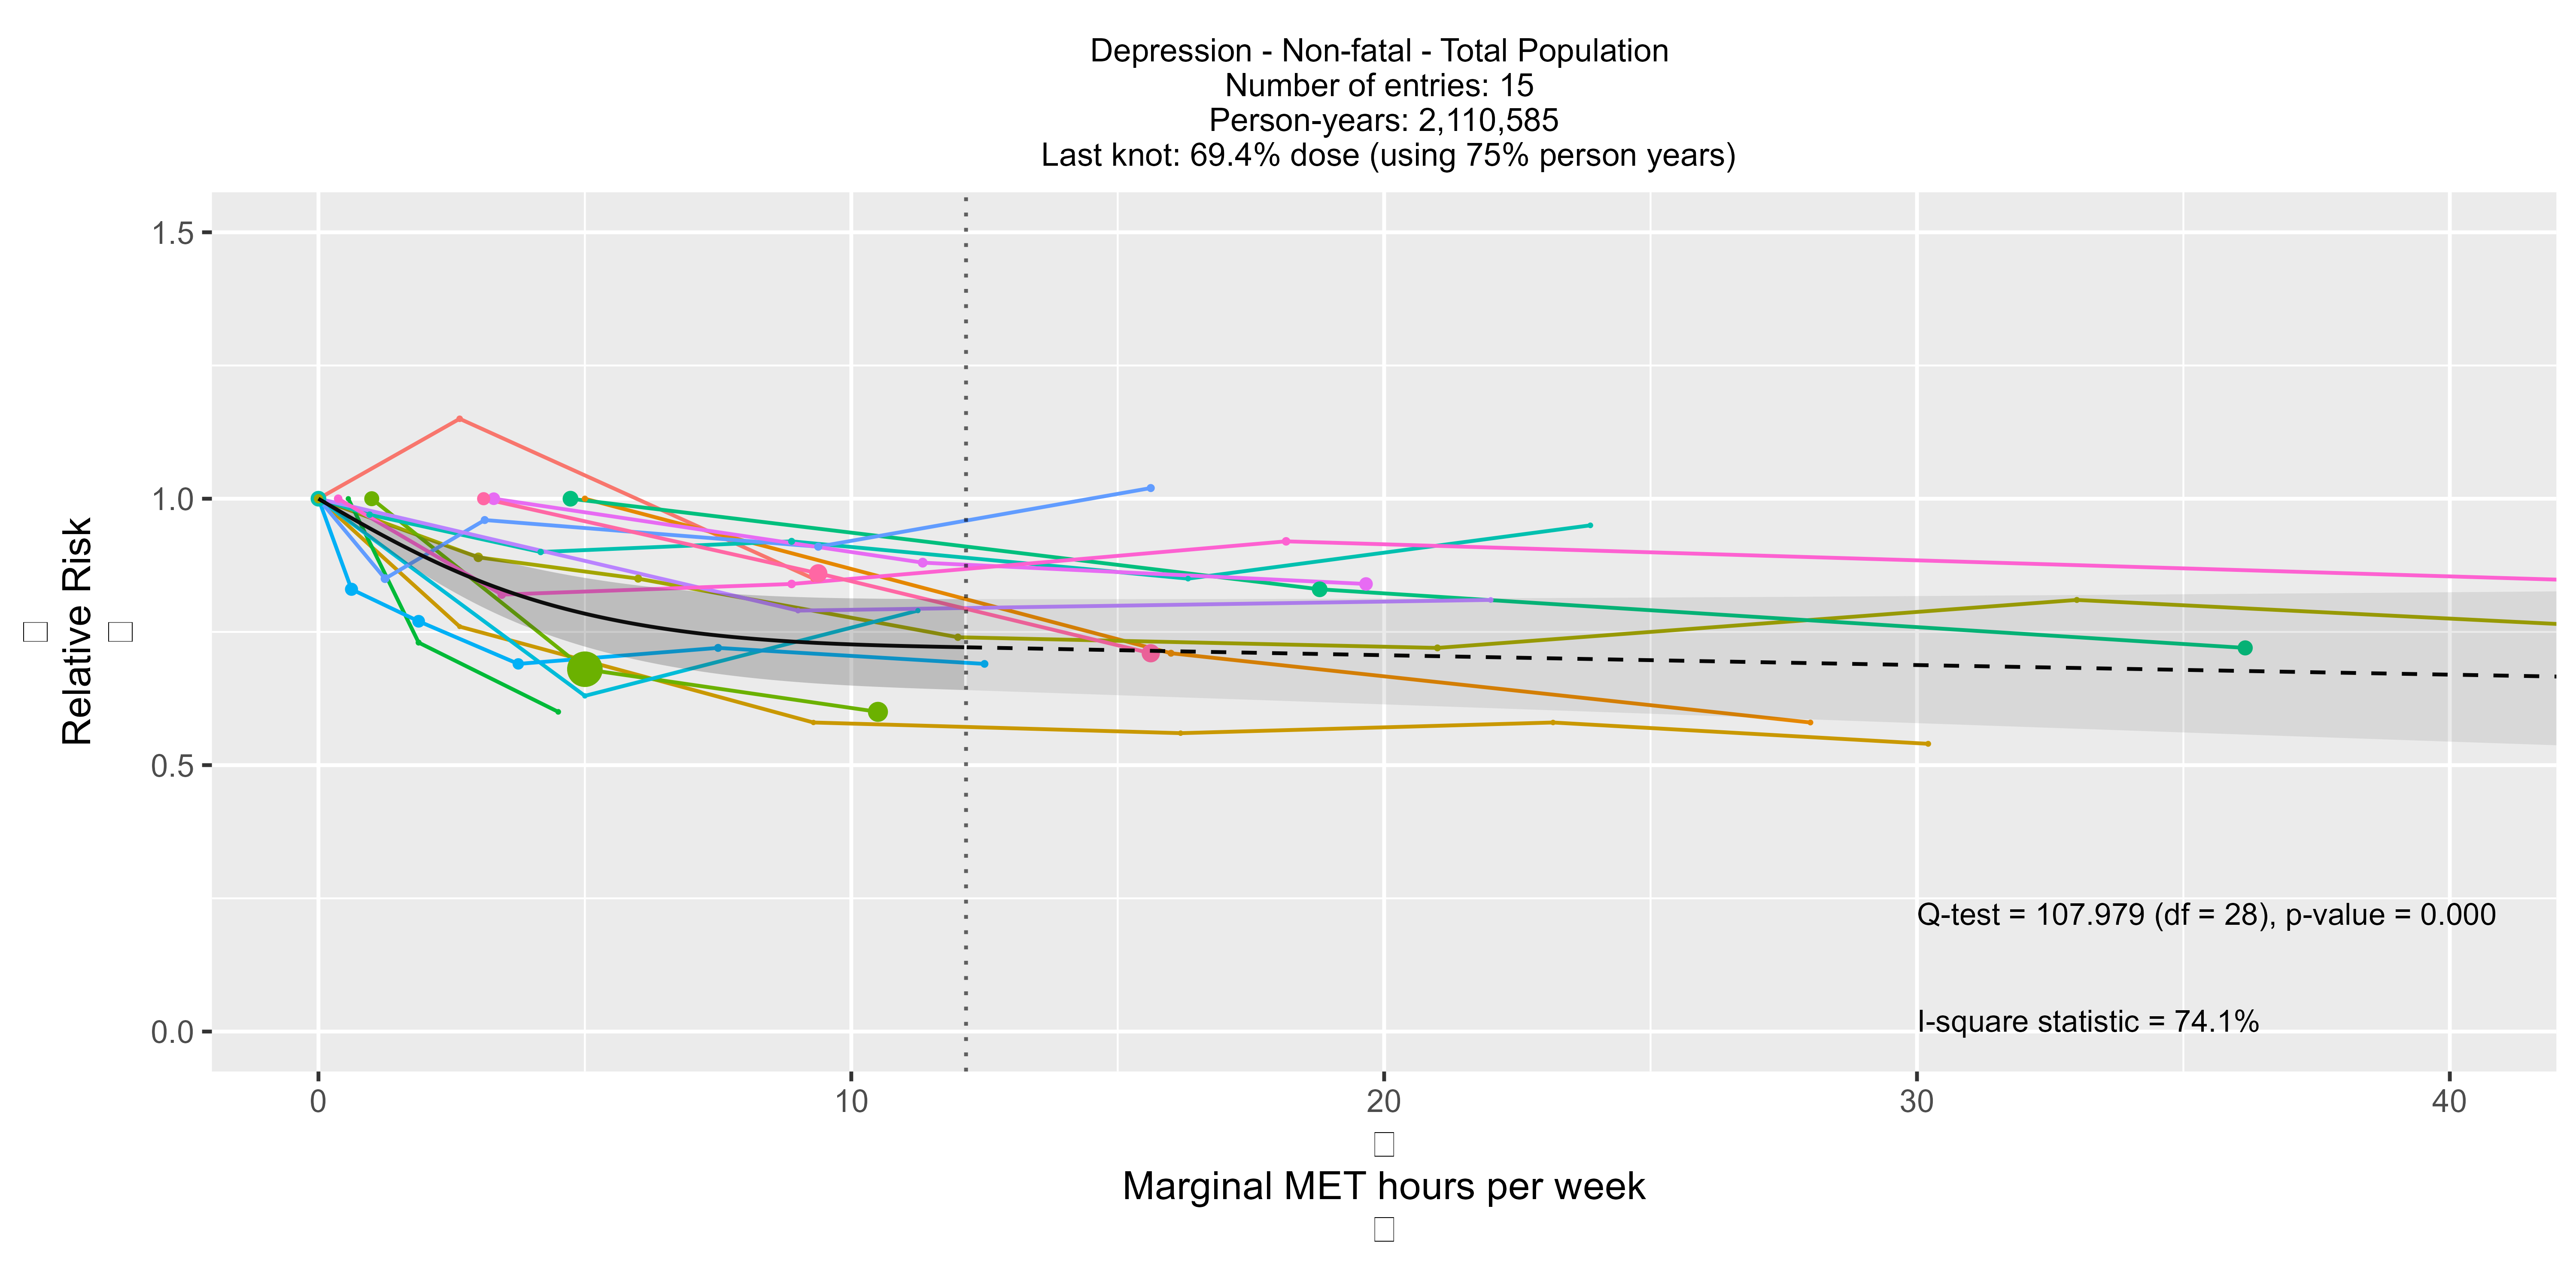 Depression - Non-fatal - Total Population
Number of entries: 15
Person-years: 2,110,585
Last knot: 69.4% dose (using 75% person years)
1.5
1.0
0.5
0.0
Relative Risk
Q-test = 107.979 (df = 28), p-value = 0.000
I-square statistic = 74.1%
0 10 20 30 40
Marginal MET hours per week